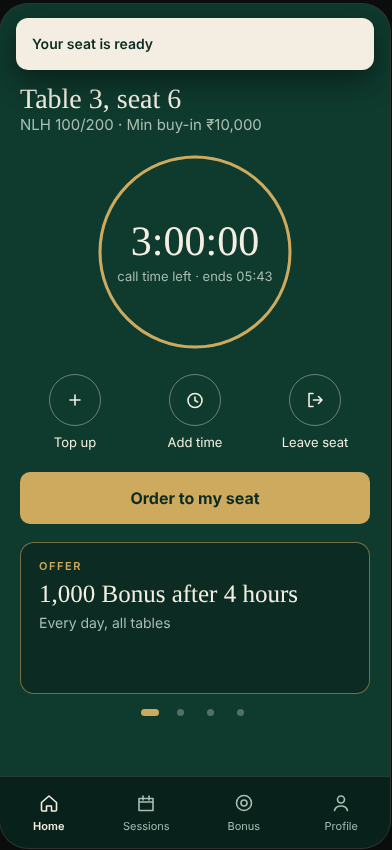 Your seat is ready
Table 3, seat 6
NLH 100/200 · Min buy-in ₹10,000
3:00:00
call time left · ends 05:43
Top up
Add time
Leave seat
Order to my seat
OFFER
1,000 Bonus after 4 hours
Every day, all tables
Home
Sessions
Bonus
Profile